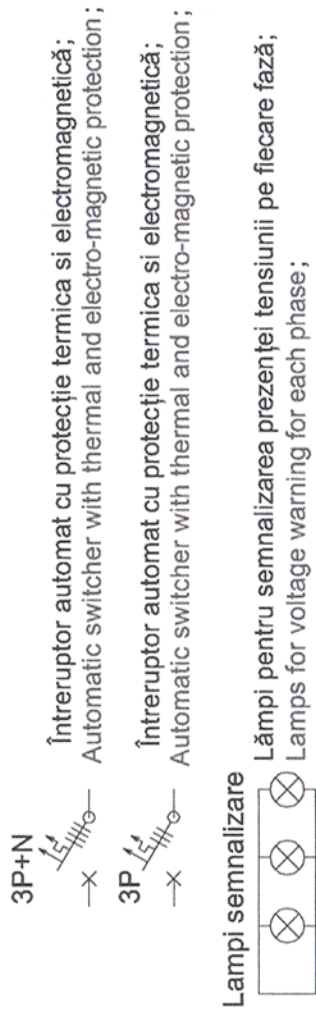 3P+N
Întreruptor automat cu protecție termica si electromagnetică;
Automatic switcher with thermal and electro-magnetic protection;
3P
Întreruptor automat cu protecție termica si electromagnetică;
Automatic switcher with thermal and electro-magnetic protection;
Lampi semnalizare
Lămpi pentru semnalizarea prezenței tensiunii pe fiecare fază;
Lamps for voltage warning for each phase;